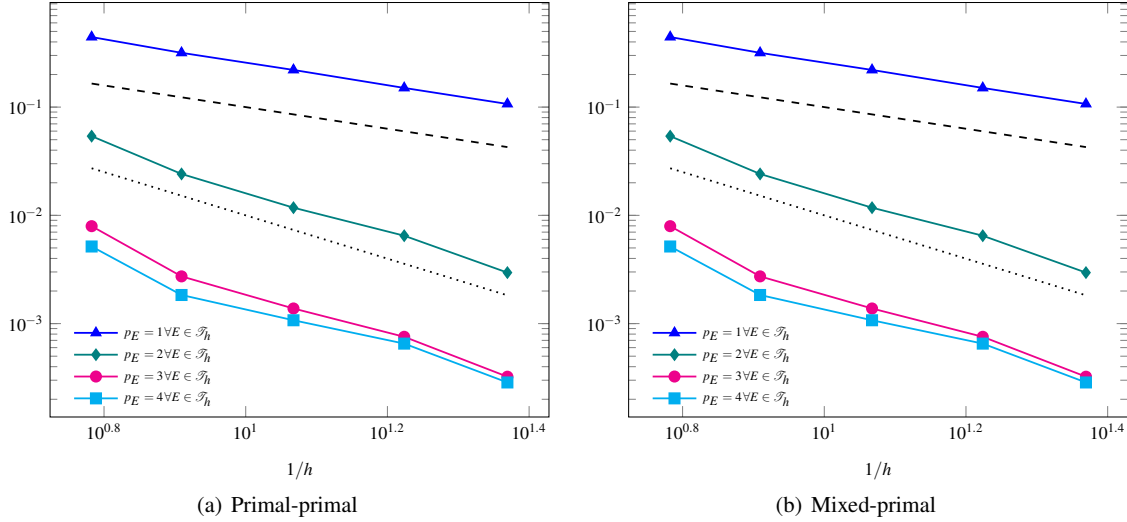 10^{-1}
10^{-2}
10^{-3}
p_E = 1∀E ∈ 𝒯_h
p_E = 2∀E ∈ 𝒯_h
p_E = 3∀E ∈ 𝒯_h
p_E = 4∀E ∈ 𝒯_h
10^{0.8} 10^{1} 10^{1.2} 10^{1.4}
1/h
(a) Primal-primal
10^{-1}
10^{-2}
10^{-3}
p_E = 1∀E ∈ 𝒯_h
p_E = 2∀E ∈ 𝒯_h
p_E = 3∀E ∈ 𝒯_h
p_E = 4∀E ∈ 𝒯_h
10^{0.8} 10^{1} 10^{1.2} 10^{1.4}
1/h
(b) Mixed-primal